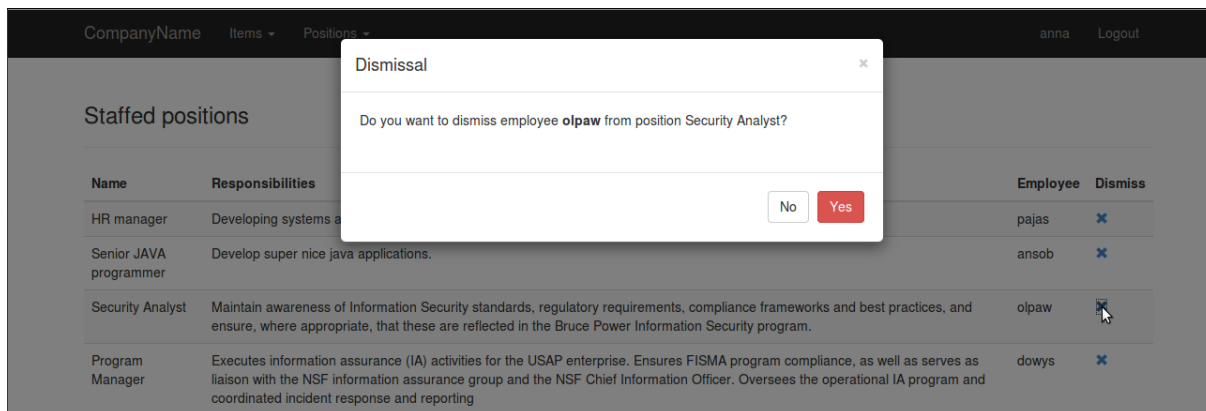 CompanyName Items Positions anna Logout
Dismissal ×
Do you want to dismiss employee olpaw from position Security Analyst?
No Yes
Staffed positions
Name Responsibilities Employee Dismiss
HR manager Developing systems a pajas
Senior JAVA programmer Develop super nice java applications. ansob
Security Analyst Maintain awareness of Information Security standards, regulatory requirements, compliance frameworks and best practices, and olpaw
ensure, where appropriate, that these are reflected in the Bruce Power Information Security program.
Program Manager Executes information assurance (IA) activities for the USAP enterprise. Ensures FISMA program compliance, as well as serves as dowys
liaison with the NSF information assurance group and the NSF Chief Information Officer. Oversees the operational IA program and
coordinated incident response and reporting